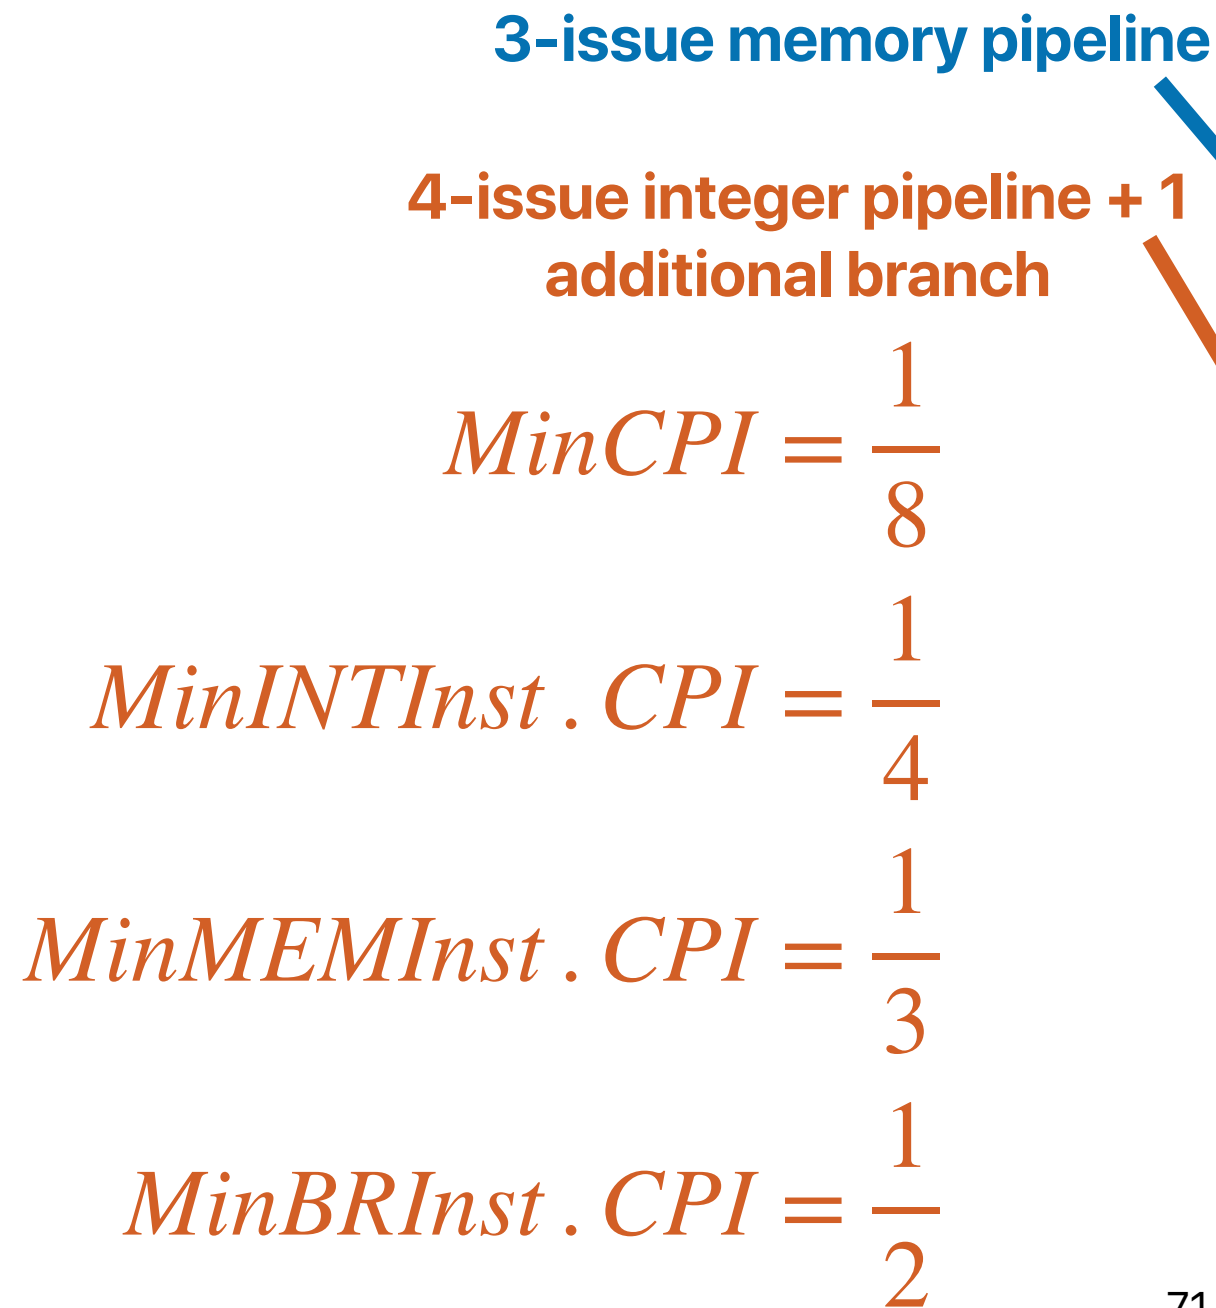 3-issue memory pipeline
4-issue integer pipeline + 1
additional branch
MinCPI = 1/8
MinINTInst . CPI = 1/4
MinMEMInst . CPI = 1/3
MinBRInst . CPI = 1/2
71